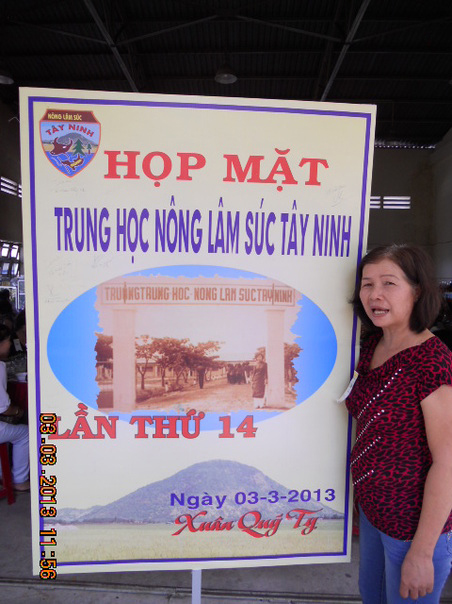 NÔNG LÂM SÚC
TÂY NINH
HỌP MẶT
TRUNG HỌC NÔNG LÂM SÚC TÂY NINH
TRƯỜNG TRUNG HỌC NÔNG LÂM SÚC TÂY NINH
LẦN THỨ 14
Ngày 03-3-2013
Xuân Quý Tỵ
03.03.2013 11:56